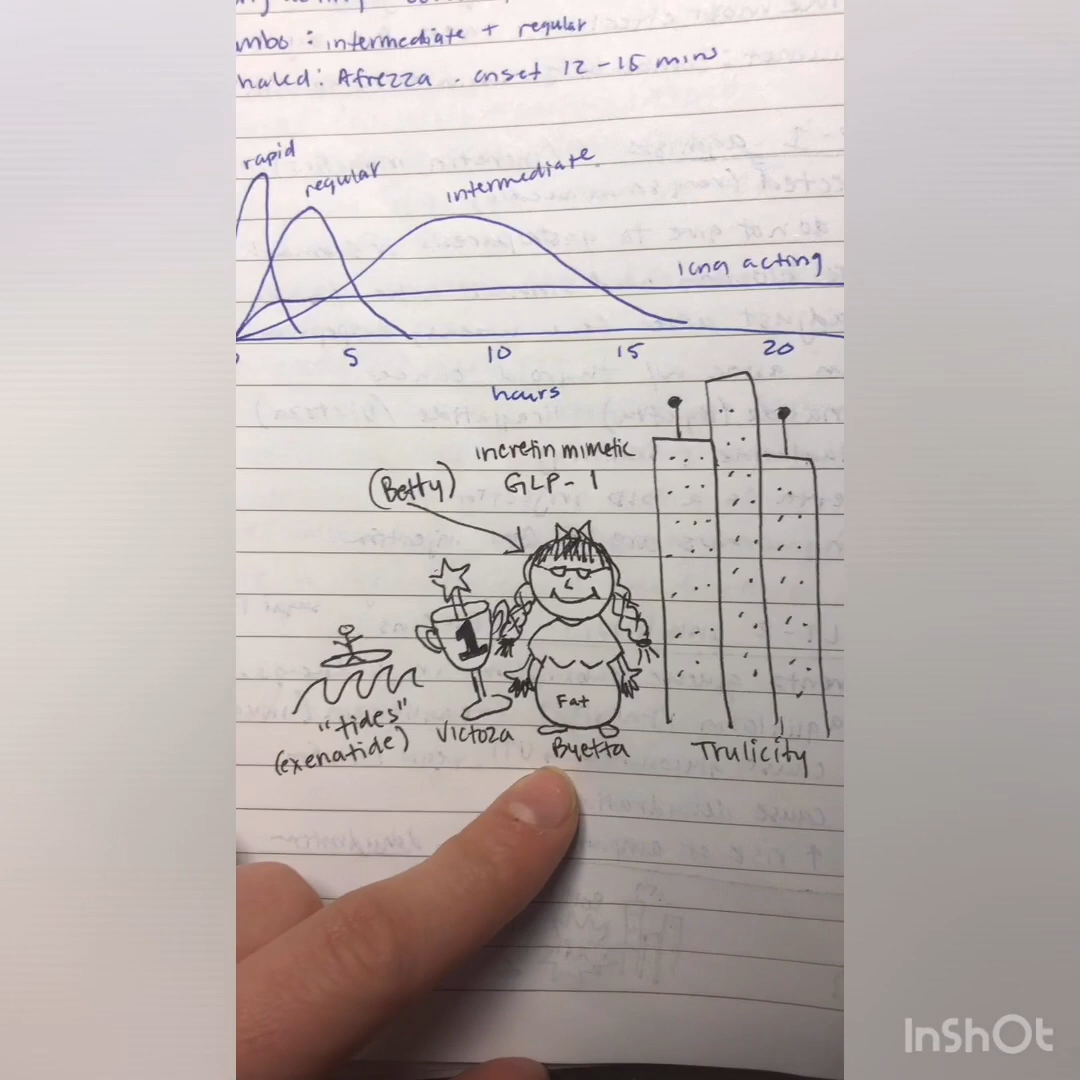 mbo: intermediate + regular
haled: Afrezza. onset 12-15 mins
rapid
regular
intermediate
long acting
5 10 15 20
hours
incretin mimetic
GLP-1
(Betty)
1
Fat
"tides"
(exenatide)
Victoza
Byetta
Trulicity
InShOt